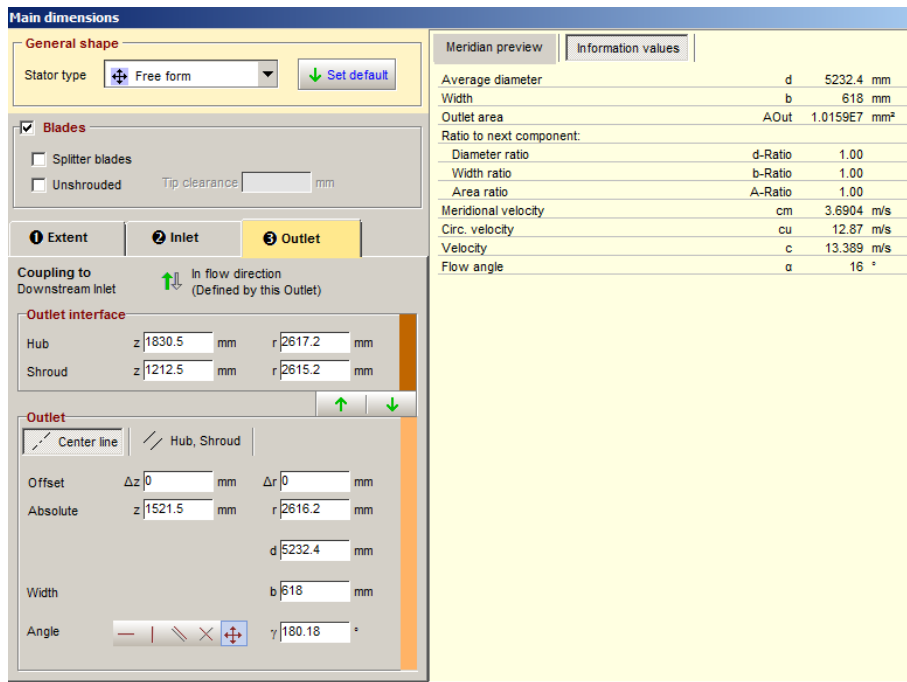 Main dimensions
General shape
Stator type Free form Set default
Blades
Splitter blades
Unshrouded Tip clearance mm
1 Extent 2 Inlet 3 Outlet
Coupling to In flow direction
Downstream Inlet (Defined by this Outlet)
Outlet interface
Hub z 1830.5 mm r 2617.2 mm
Shroud z 1212.5 mm r 2615.2 mm
Outlet
Center line Hub, Shroud
Offset Δz 0 mm Δr 0 mm
Absolute z 1521.5 mm r 2616.2 mm
d 5232.4 mm
Width b 618 mm
Angle γ 180.18 °
Meridian preview Information values
Average diameter d 5232.4 mm
Width b 618 mm
Outlet area AOut 1.0159E7 mm²
Ratio to next component:
Diameter ratio d-Ratio 1.00
Width ratio b-Ratio 1.00
Area ratio A-Ratio 1.00
Meridional velocity cm 3.6904 m/s
Circ. velocity cu 12.87 m/s
Velocity c 13.389 m/s
Flow angle α 16 °